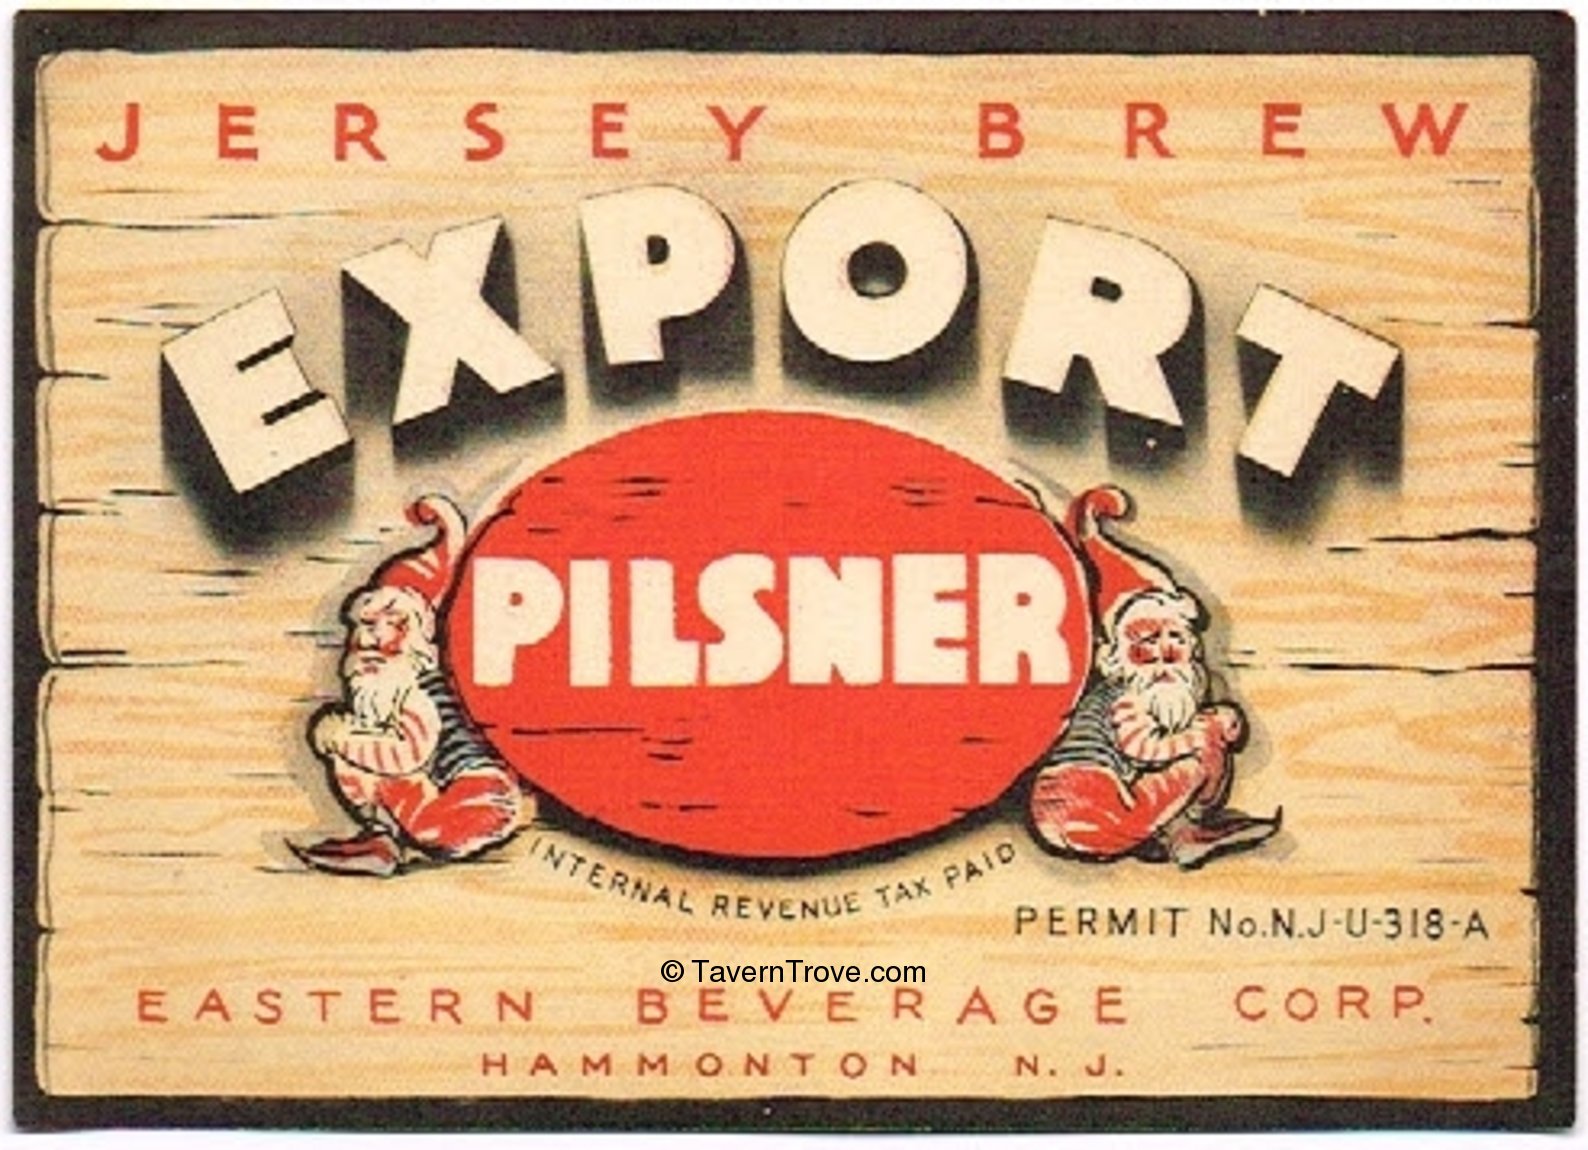 JERSEY BREW
EXPORT
PILSNER
INTERNAL REVENUE TAX PAID
PERMIT No.N.J-U-318-A
© TavernTrove.com
EASTERN BEVERAGE CORP.
HAMMONTON N. J.